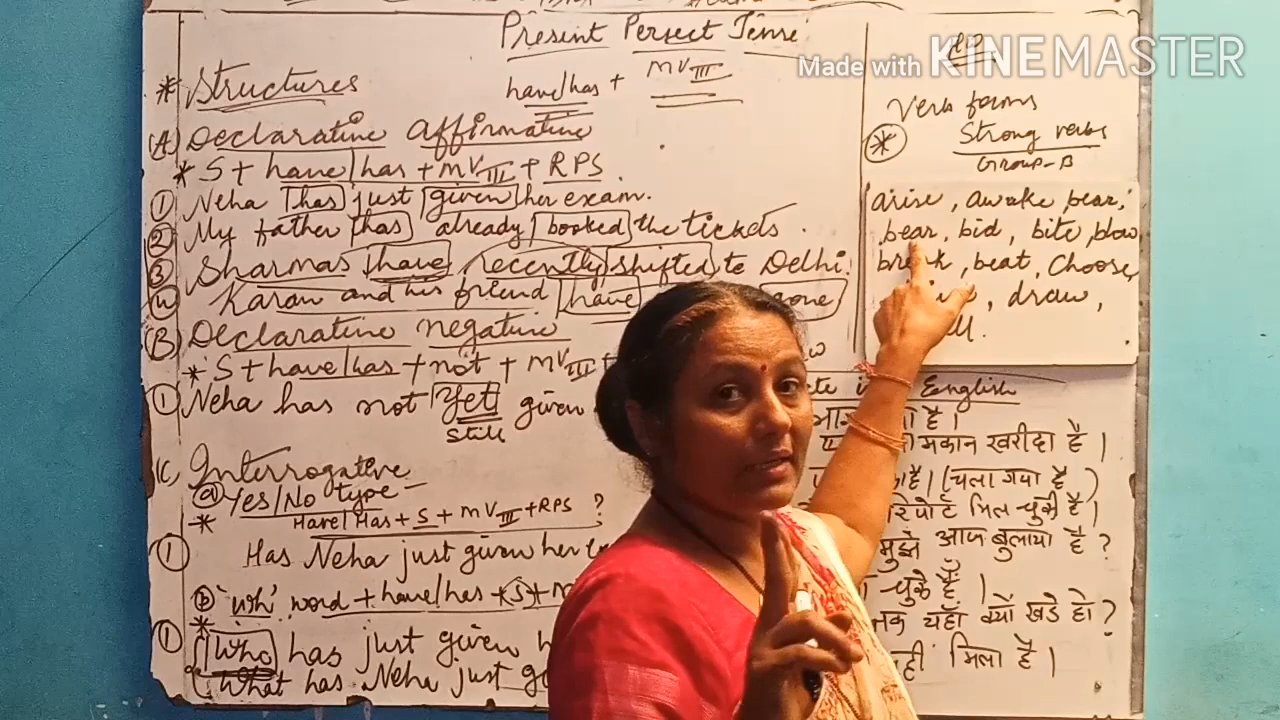 Present Perfect Tense
Made with KINEMASTER
* Structures
have/has + MV III
(A) Declarative affirmative
* S + have/has + MV III + RPS
① Neha has just given her exam.
② My father has already booked the tickets.
③ Sharmas have recently shifted to Delhi.
④ Karan and his friend have gone
(B) Declarative negative
* S + have/has + not + MV III +
① Neha has not Yet given
still
(C Interrogative
ⓐ Yes/No type -
* Have/Has + S + MV III + RPS ?
① Has Neha just given her
ⓑ 'Wh' word + have/has + S +
*
① Who has just given
What has Neha just
Verb forms
* Strong verbs
Group-B
arise, awake bear,
bear, bid, bite, blow
break, beat, choose,
, draw,
English
है ।
मकान खरीदा है ।
है । (चला गया है )
रिपोर्ट मिल चुकी है ।
मुझे आज बुलाया है ?
चुके हैं ।
तक यहाँ क्यों खडे हो ?
मिला है ।